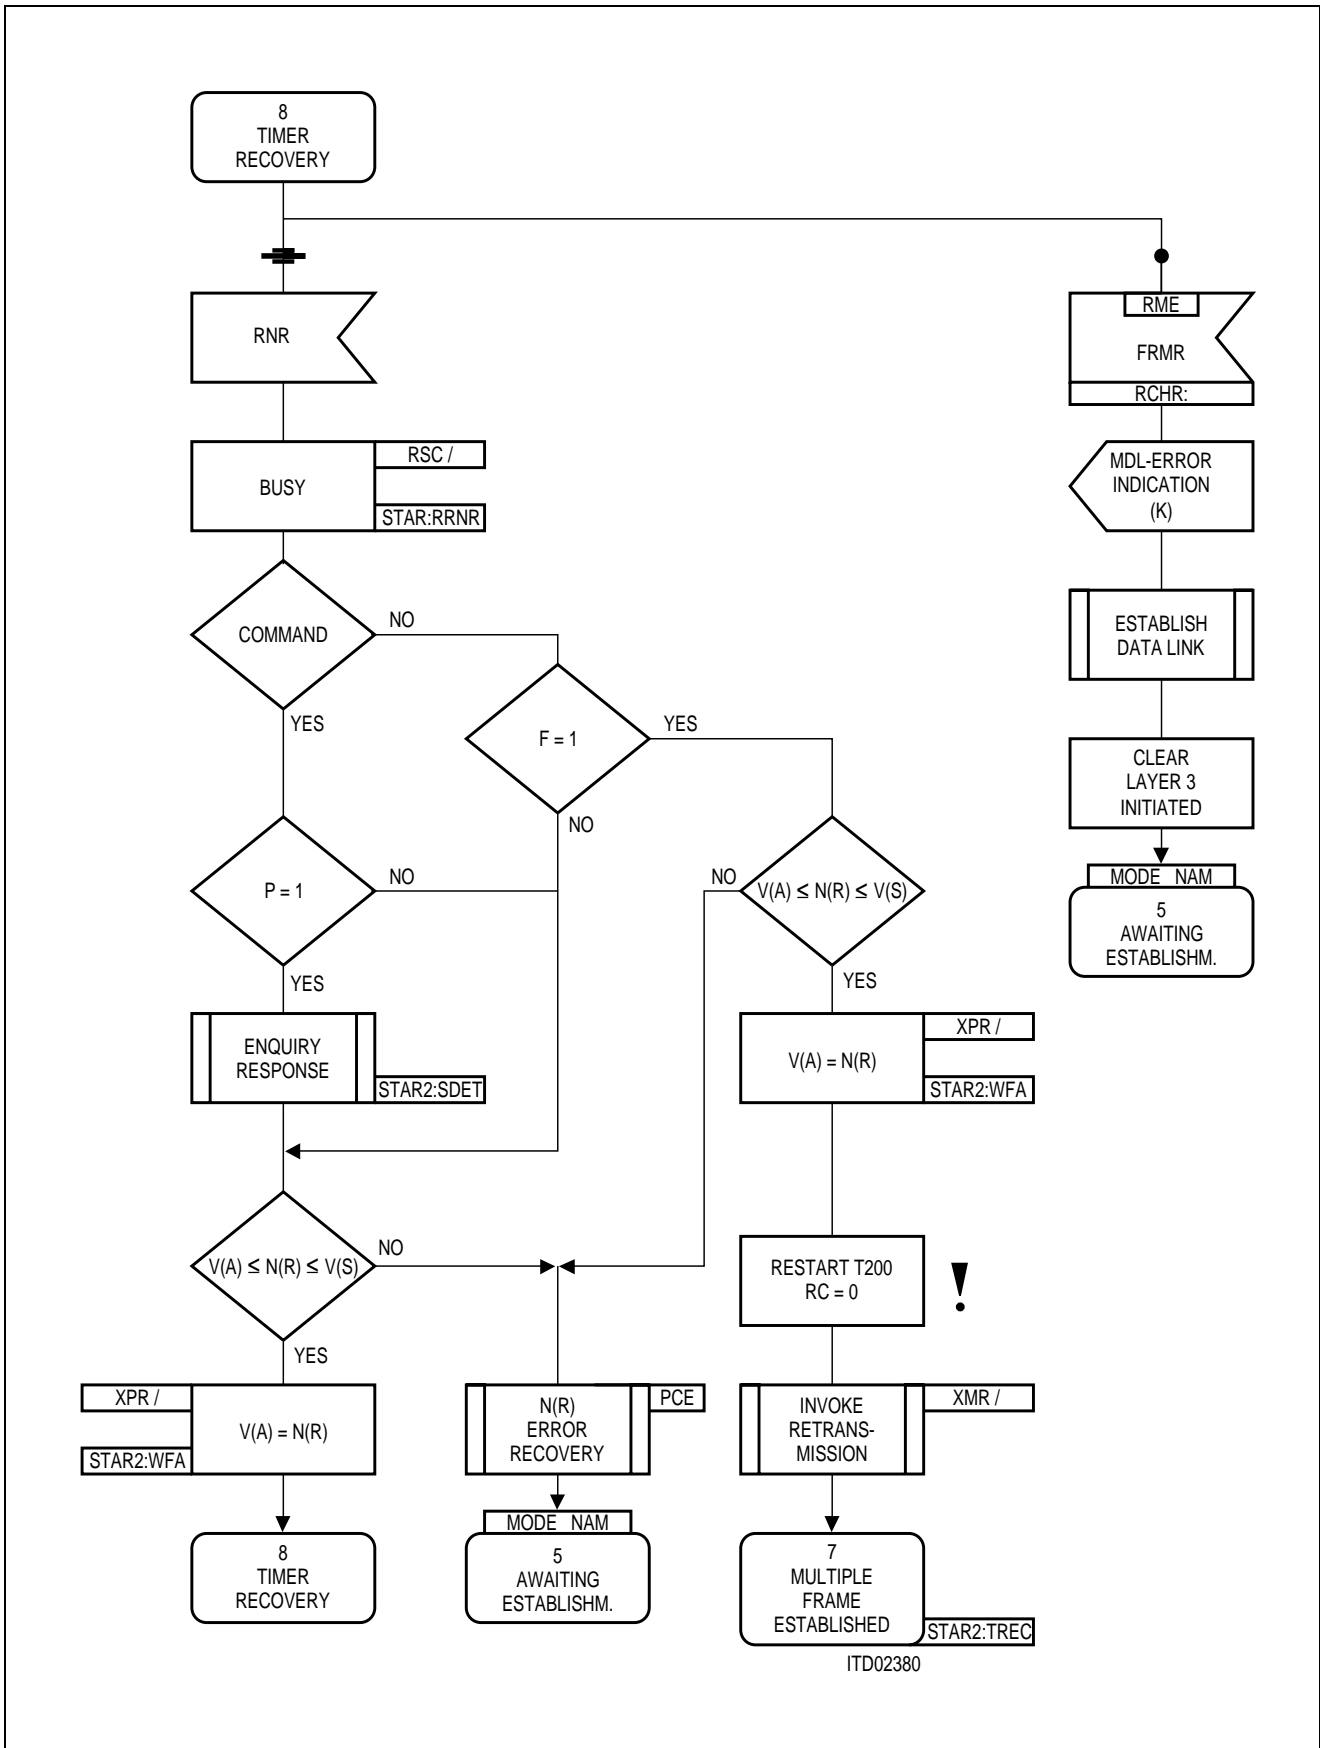 8
TIMER
RECOVERY
RNR
RME
FRMR
RCHR:
BUSY
RSC /
STAR:RRNR
MDL-ERROR
INDICATION
(K)
COMMAND
NO
YES
ESTABLISH
DATA LINK
F = 1
YES
NO
CLEAR
LAYER 3
INITIATED
P = 1
NO
YES
V(A) ≤ N(R) ≤ V(S)
NO
YES
MODE NAM
5
AWAITING
ESTABLISHM.
ENQUIRY
RESPONSE
STAR2:SDET
V(A) = N(R)
XPR /
STAR2:WFA
V(A) ≤ N(R) ≤ V(S)
NO
YES
RESTART T200
RC = 0
!
XPR /
STAR2:WFA
V(A) = N(R)
N(R)
ERROR
RECOVERY
PCE
INVOKE
RETRANS-
MISSION
XMR /
8
TIMER
RECOVERY
MODE NAM
5
AWAITING
ESTABLISHM.
7
MULTIPLE
FRAME
ESTABLISHED
STAR2:TREC
ITD02380